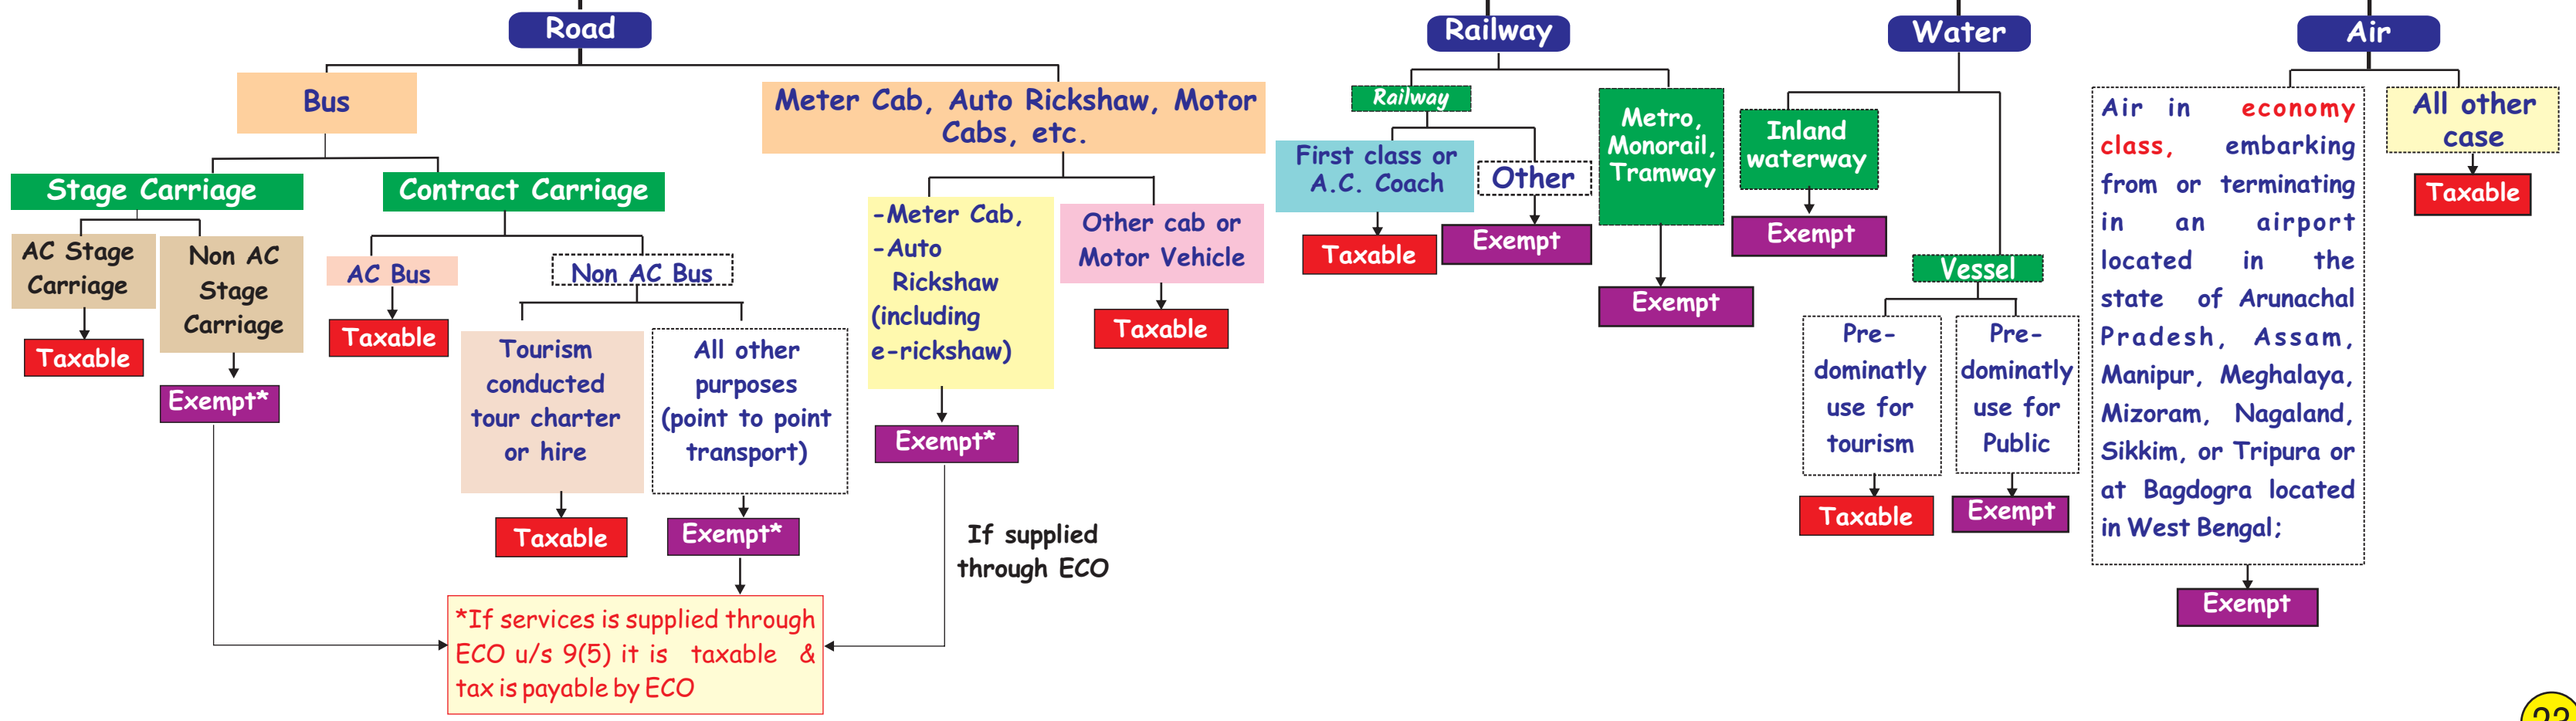 Road
Bus
Meter Cab, Auto Rickshaw, Motor
Cabs, etc.
Stage Carriage
Contract Carriage
AC Stage
Carriage
Taxable
Non AC
Stage
Carriage
Exempt*
AC Bus
Taxable
Non AC Bus
Tourism
conducted
tour charter
or hire
Taxable
All other
purposes
(point to point
transport)
Exempt*
-Meter Cab,
-Auto
Rickshaw
(including
e-rickshaw)
Exempt*
Other cab or
Motor Vehicle
Taxable
If supplied
through ECO
*If services is supplied through
ECO u/s 9(5) it is taxable &
tax is payable by ECO
Railway
Railway
First class or
A.C. Coach
Taxable
Other
Exempt
Metro,
Monorail,
Tramway
Exempt
Water
Inland
waterway
Exempt
Vessel
Pre-
dominatly
use for
tourism
Taxable
Pre-
dominatly
use for
Public
Exempt
Air
Air in economy
class, embarking
from or terminating
in an airport
located in the
state of Arunachal
Pradesh, Assam,
Manipur, Meghalaya,
Mizoram, Nagaland,
Sikkim, or Tripura or
at Bagdogra located
in West Bengal;
Exempt
All other
case
Taxable